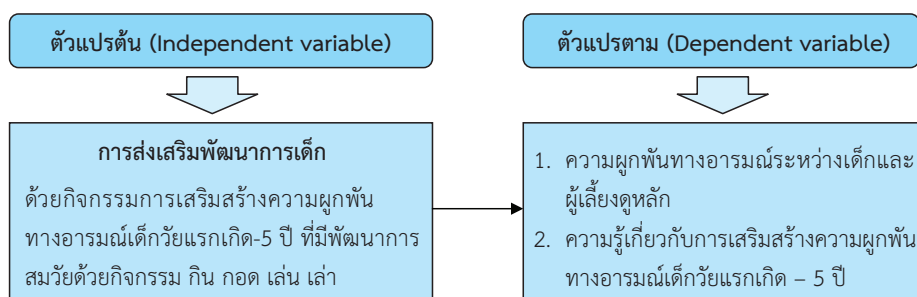 ตัวแปรต้น (Independent variable)
ตัวแปรตาม (Dependent variable)
การส่งเสริมพัฒนาการเด็ก
ด้วยกิจกรรมการเสริมสร้างความผูกพัน
ทางอารมณ์เด็กวัยแรกเกิด-5 ปี ที่มีพัฒนาการ
สมวัยด้วยกิจกรรม กิน กอด เล่น เล่า
1. ความผูกพันทางอารมณ์ระหว่างเด็กและ
ผู้เลี้ยงดูหลัก
2. ความรู้เกี่ยวกับการเสริมสร้างความผูกพัน
ทางอารมณ์เด็กวัยแรกเกิด – 5 ปี